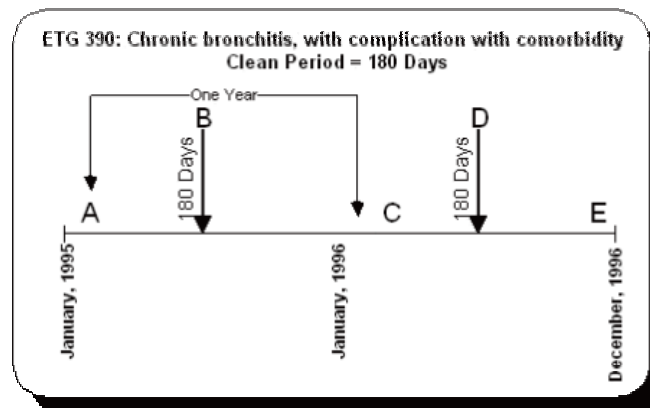 ETG 390: Chronic bronchitis, with complication with comorbidity
Clean Period = 180 Days
One Year
B
D
180 Days
180 Days
A
C
E
January, 1995
January, 1996
December, 1996